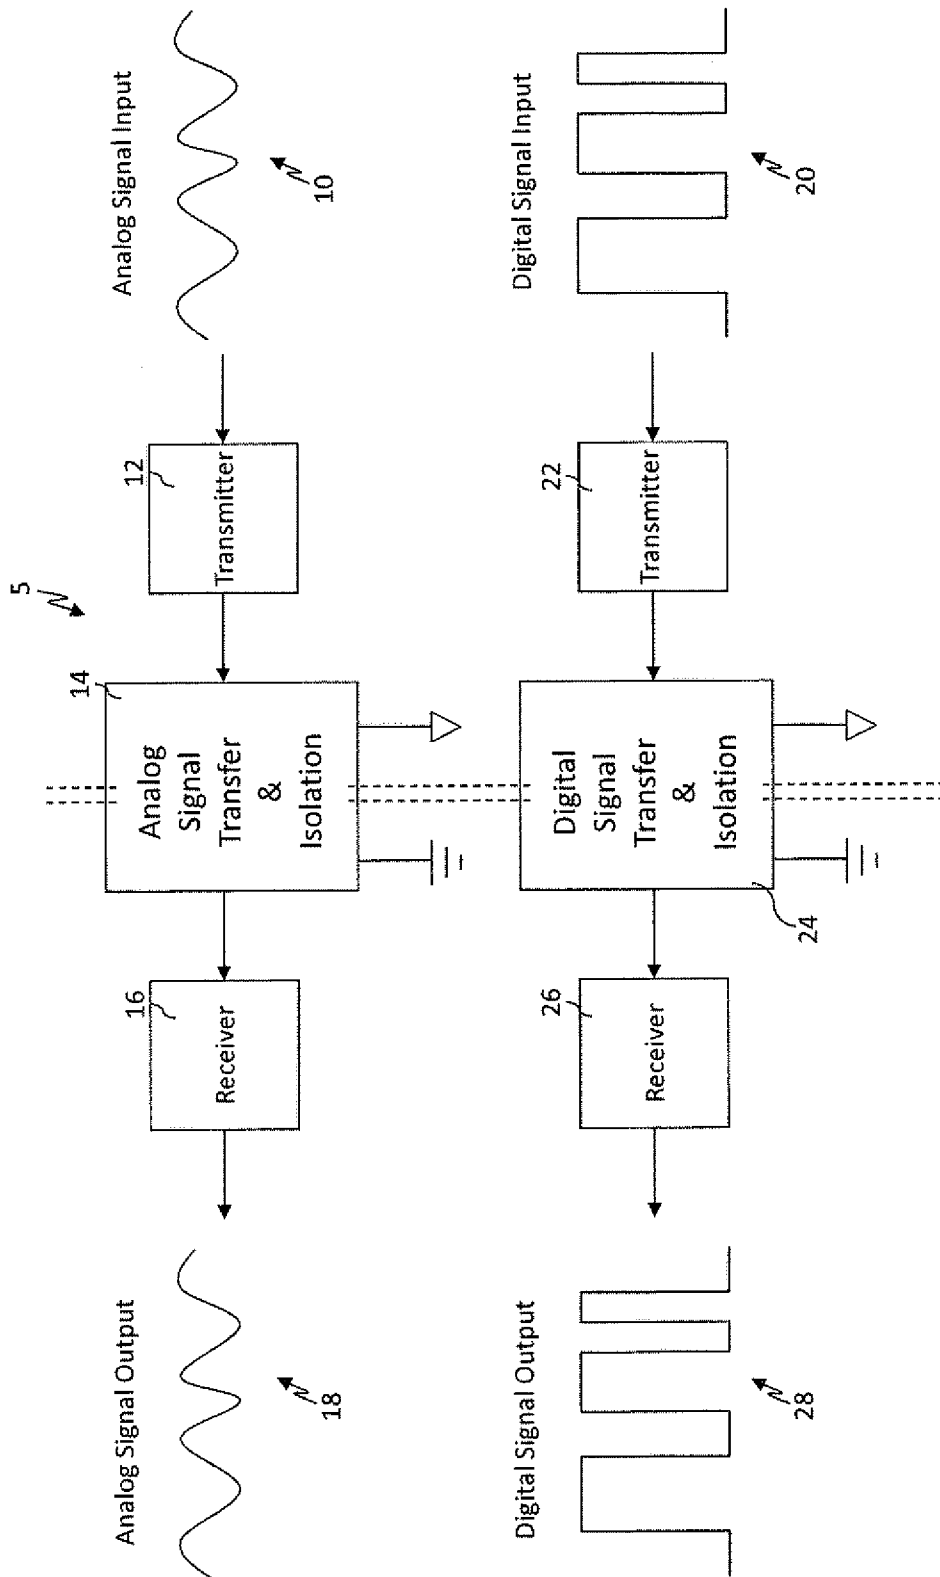 Analog Signal Output
18
16
Receiver
14
Analog
Signal
Transfer
&
Isolation
5
12
Transmitter
Analog Signal Input
10
Digital Signal Output
28
26
Receiver
Digital
Signal
Transfer
&
Isolation
24
22
Transmitter
Digital Signal Input
20